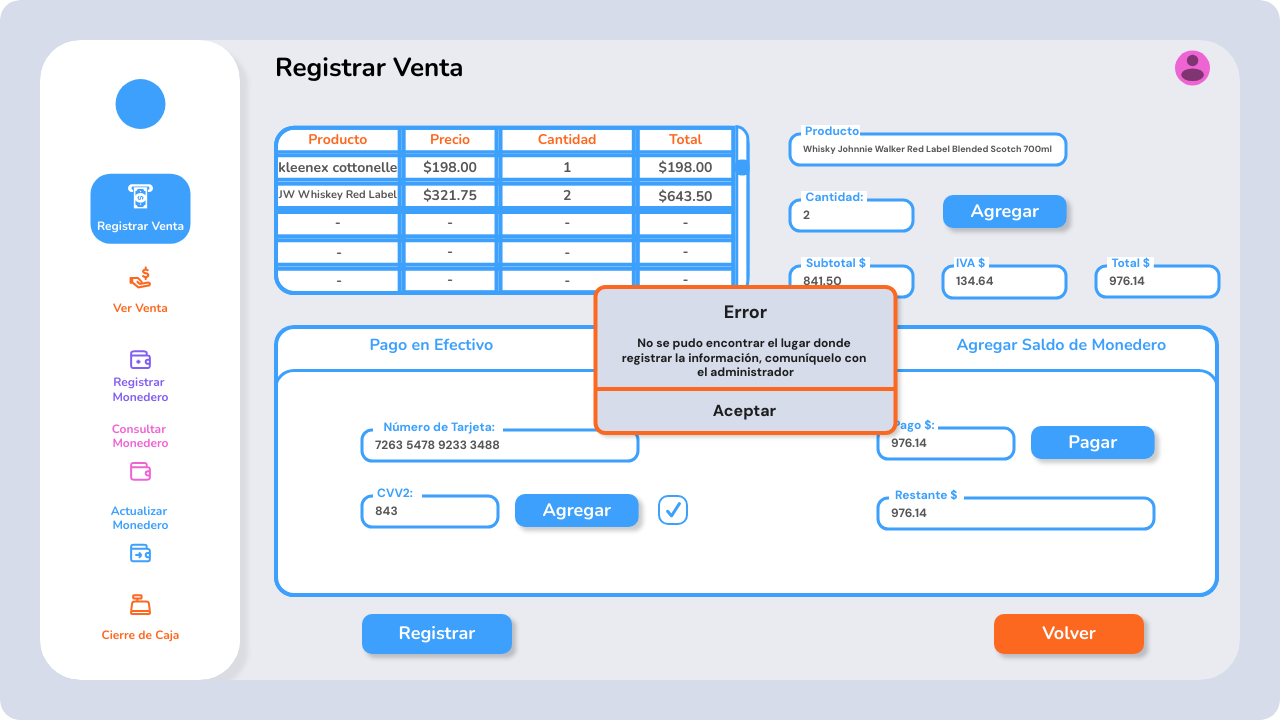 Registrar Venta
Registrar Venta
Ver Venta
Registrar
Monedero
Consultar
Monedero
Actualizar
Monedero
Cierre de Caja
Producto Precio Cantidad Total
kleenex cottonelle $198.00 1 $198.00
JW Whiskey Red Label $321.75 2 $643.50
- - - -
- - - -
- - - -
Producto
Whisky Johnnie Walker Red Label Blended Scotch 700ml
Cantidad:
2
Agregar
Subtotal $ IVA $ Total $
841.50 134.64 976.14
Error
No se pudo encontrar el lugar donde
registrar la información, comuníquelo con
el administrador
Aceptar
Pago en Efectivo
Agregar Saldo de Monedero
Número de Tarjeta:
7263 5478 9233 3488
CVV2:
843
Agregar
Pago $:
976.14
Pagar
Restante $
976.14
Registrar
Volver